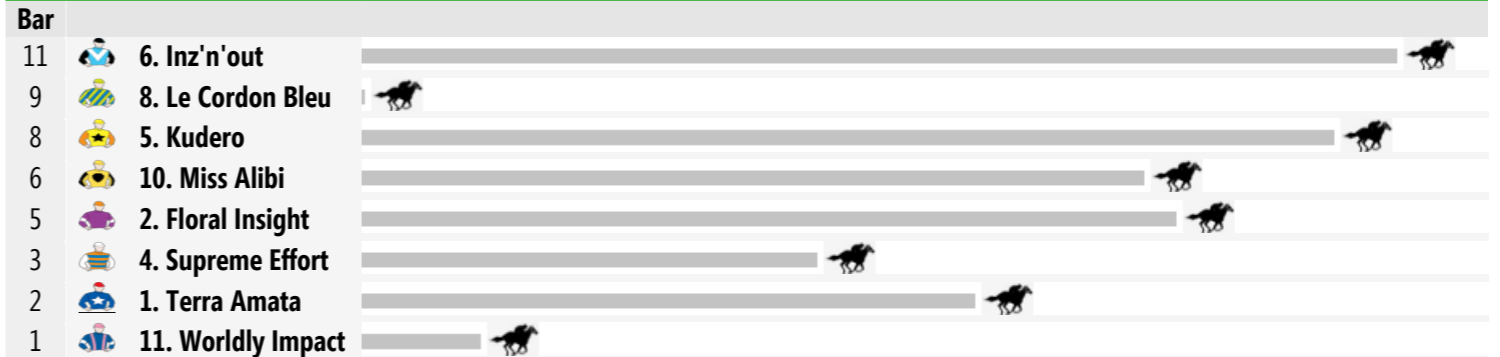 Bar
11 6. Inz'n'out
9 8. Le Cordon Bleu
8 5. Kudero
6 10. Miss Alibi
5 2. Floral Insight
3 4. Supreme Effort
2 1. Terra Amata
1 11. Worldly Impact